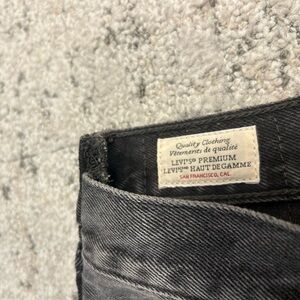 Quality Clothing
Vêtements de qualité
LEVI'S® PREMIUM
LEVI'S® HAUT DE GAMME
SAN FRANCISCO, CAL.